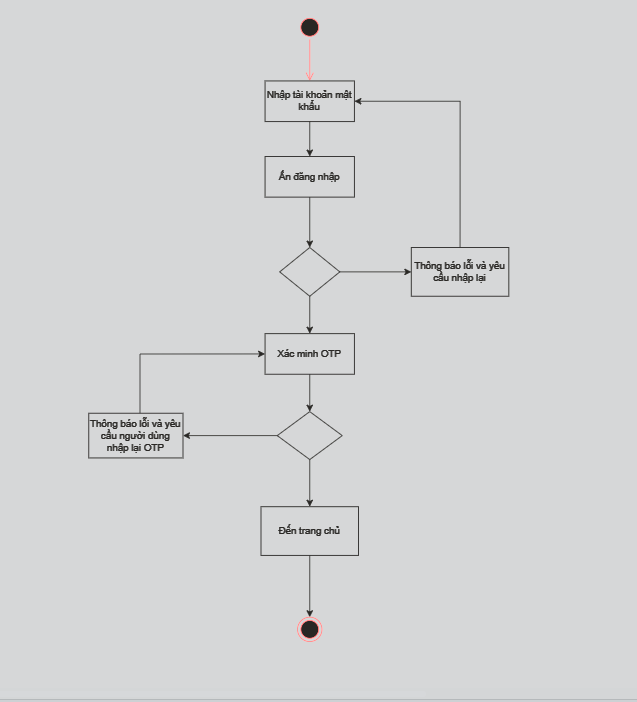 Nhập tài khoản mật
khẩu
Ấn đăng nhập
Thông báo lỗi và yêu
cầu nhập lại
Xác minh OTP
Thông báo lỗi và yêu
cầu người dùng
nhập lại OTP
Đến trang chủ